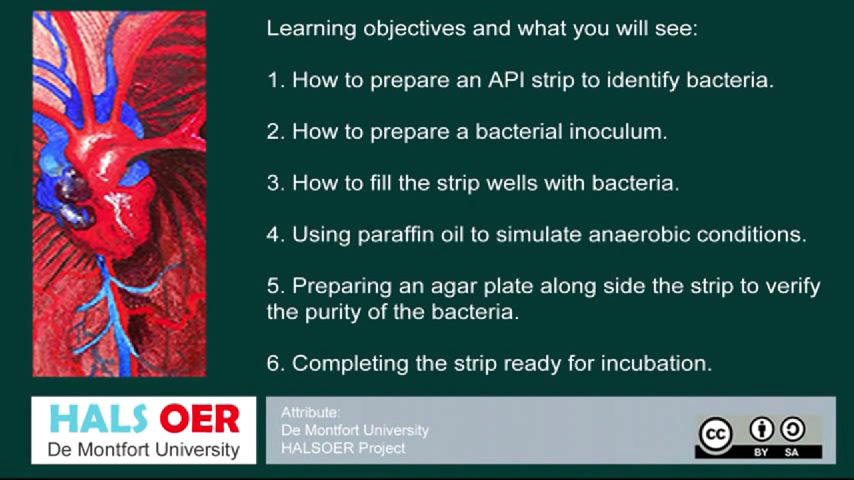 Learning objectives and what you will see:
1. How to prepare an API strip to identify bacteria.
2. How to prepare a bacterial inoculum.
3. How to fill the strip wells with bacteria.
4. Using paraffin oil to simulate anaerobic conditions.
5. Preparing an agar plate along side the strip to verify
the purity of the bacteria.
6. Completing the strip ready for incubation.
HALS OER
De Montfort University
Attribute:
De Montfort University
HALSOER Project
cc
BY SA